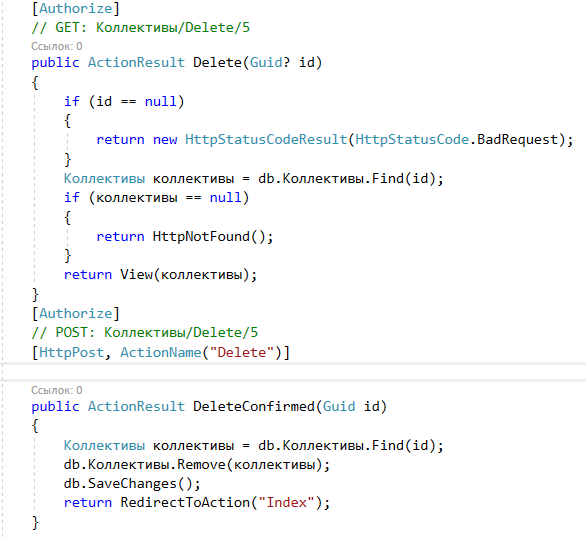 [Authorize]
// GET: Коллективы/Delete/5
Ссылок: 0
public ActionResult Delete(Guid? id)
{
if (id == null)
{
return new HttpStatusCodeResult(HttpStatusCode.BadRequest);
}
Коллективы коллективы = db.Коллективы.Find(id);
if (коллективы == null)
{
return HttpNotFound();
}
return View(коллективы);
}
[Authorize]
// POST: Коллективы/Delete/5
[HttpPost, ActionName("Delete")]
Ссылок: 0
public ActionResult DeleteConfirmed(Guid id)
{
Коллективы коллективы = db.Коллективы.Find(id);
db.Коллективы.Remove(коллективы);
db.SaveChanges();
return RedirectToAction("Index");
}